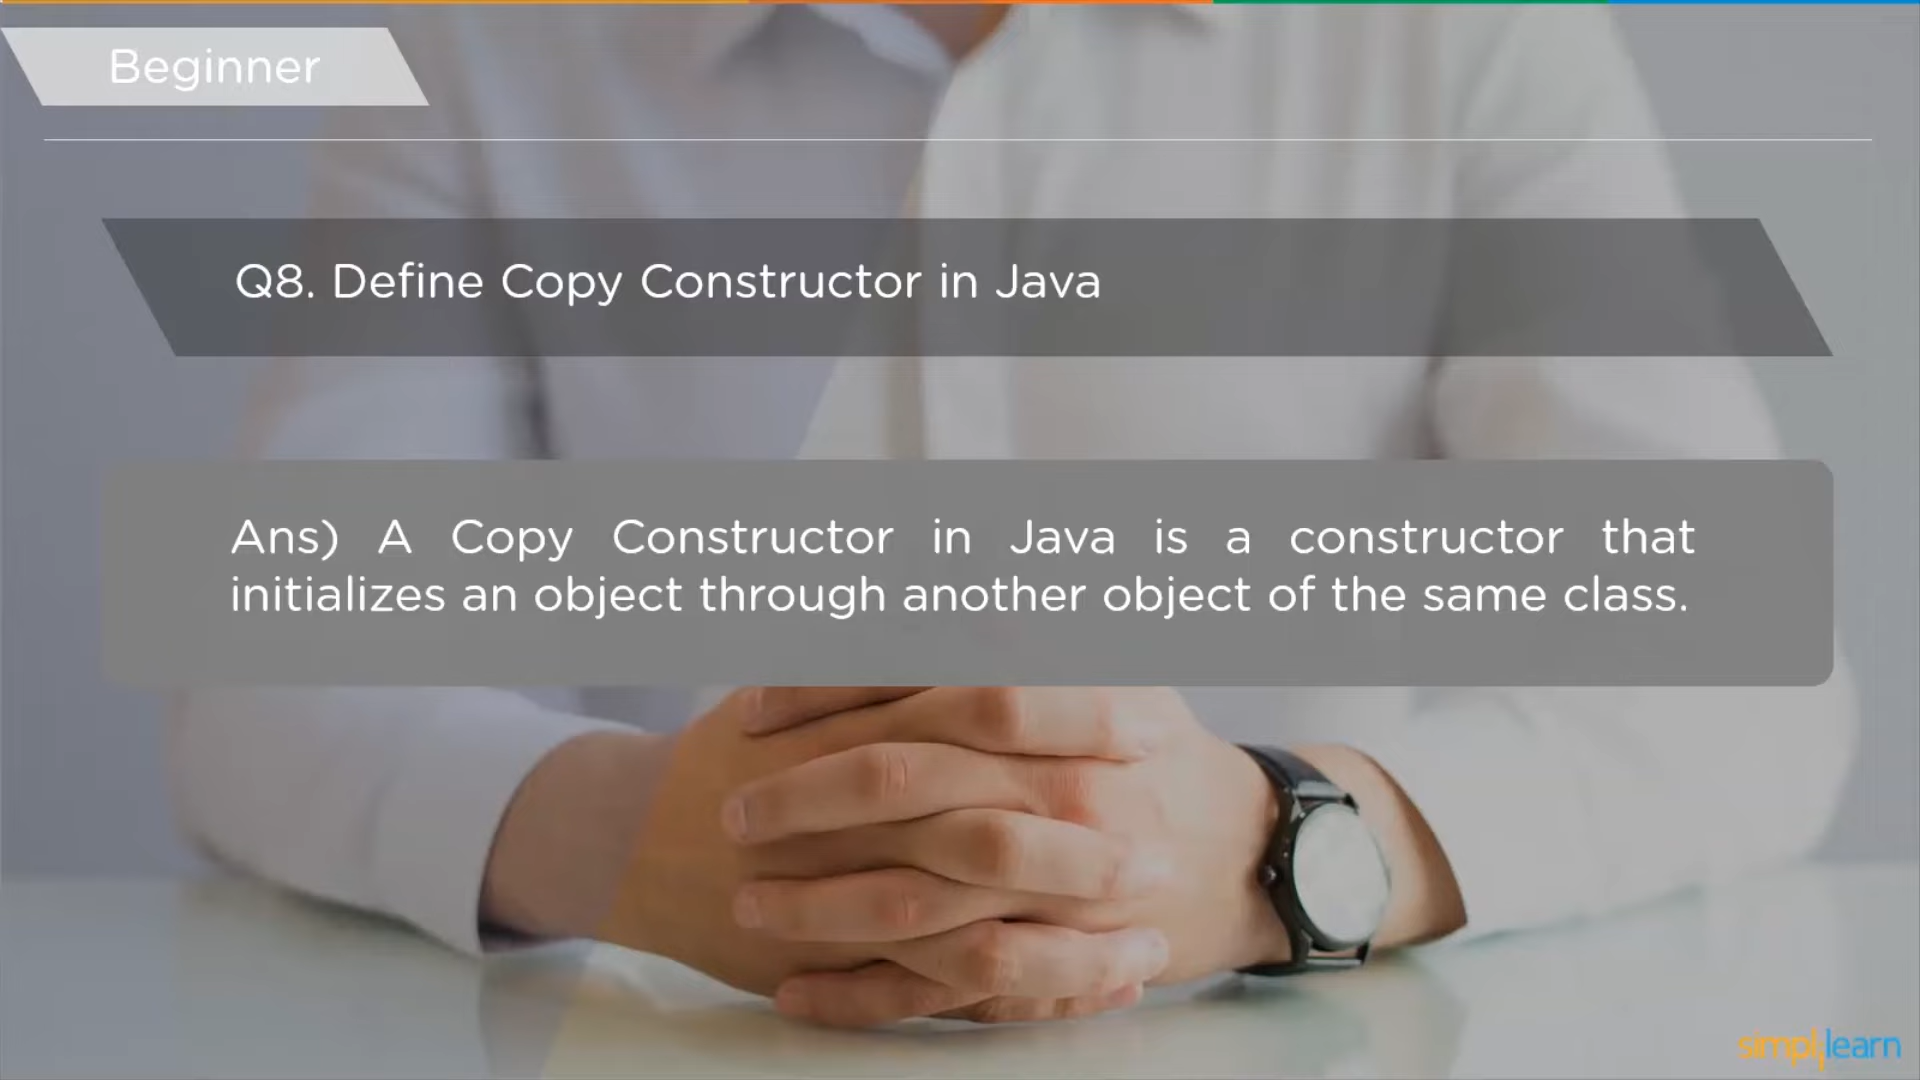 Beginner
Q8. Define Copy Constructor in Java
Ans) A Copy Constructor in Java is a constructor that
initializes an object through another object of the same class.
simplilearn